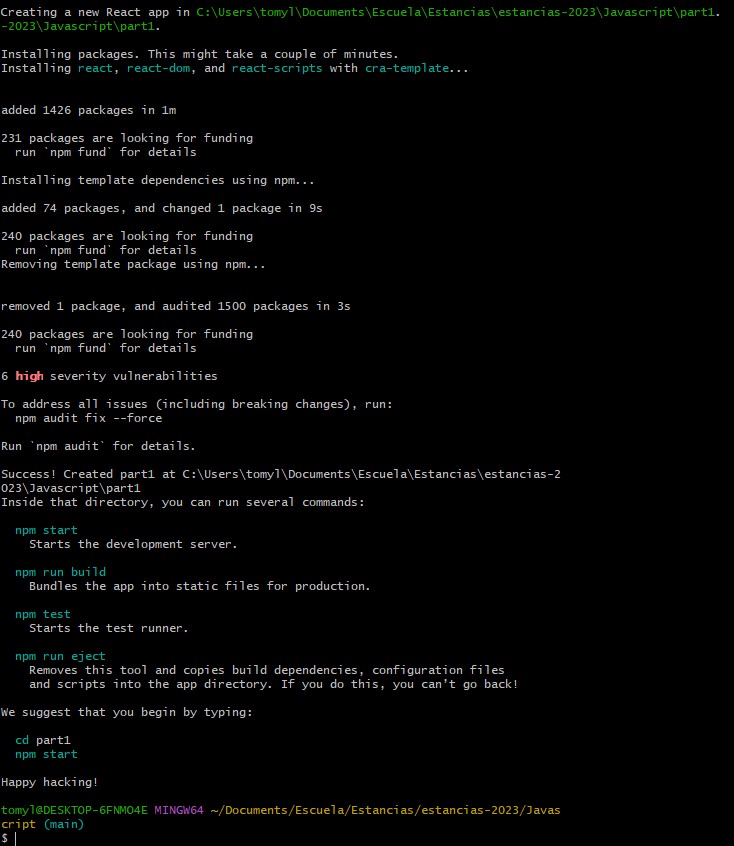 Creating a new React app in C:\Users\tomyl\Documents\Escuela\Estancias\estancias-2023\Javascript\part1.
-2023\Javascript\part1.
Installing packages. This might take a couple of minutes.
Installing react, react-dom, and react-scripts with cra-template...
added 1426 packages in 1m
231 packages are looking for funding
  run `npm fund` for details
Installing template dependencies using npm...
added 74 packages, and changed 1 package in 9s
240 packages are looking for funding
  run `npm fund` for details
Removing template package using npm...
removed 1 package, and audited 1500 packages in 3s
240 packages are looking for funding
  run `npm fund` for details
6 high severity vulnerabilities
To address all issues (including breaking changes), run:
  npm audit fix --force
Run `npm audit` for details.
Success! Created part1 at C:\Users\tomyl\Documents\Escuela\Estancias\estancias-2
023\Javascript\part1
Inside that directory, you can run several commands:
  npm start
    Starts the development server.
  npm run build
    Bundles the app into static files for production.
  npm test
    Starts the test runner.
  npm run eject
    Removes this tool and copies build dependencies, configuration files
    and scripts into the app directory. If you do this, you can't go back!
We suggest that you begin by typing:
  cd part1
  npm start
Happy hacking!
tomyl@DESKTOP-6FNMO4E MINGW64 ~/Documents/Escuela/Estancias/estancias-2023/Javas
cript (main)
$